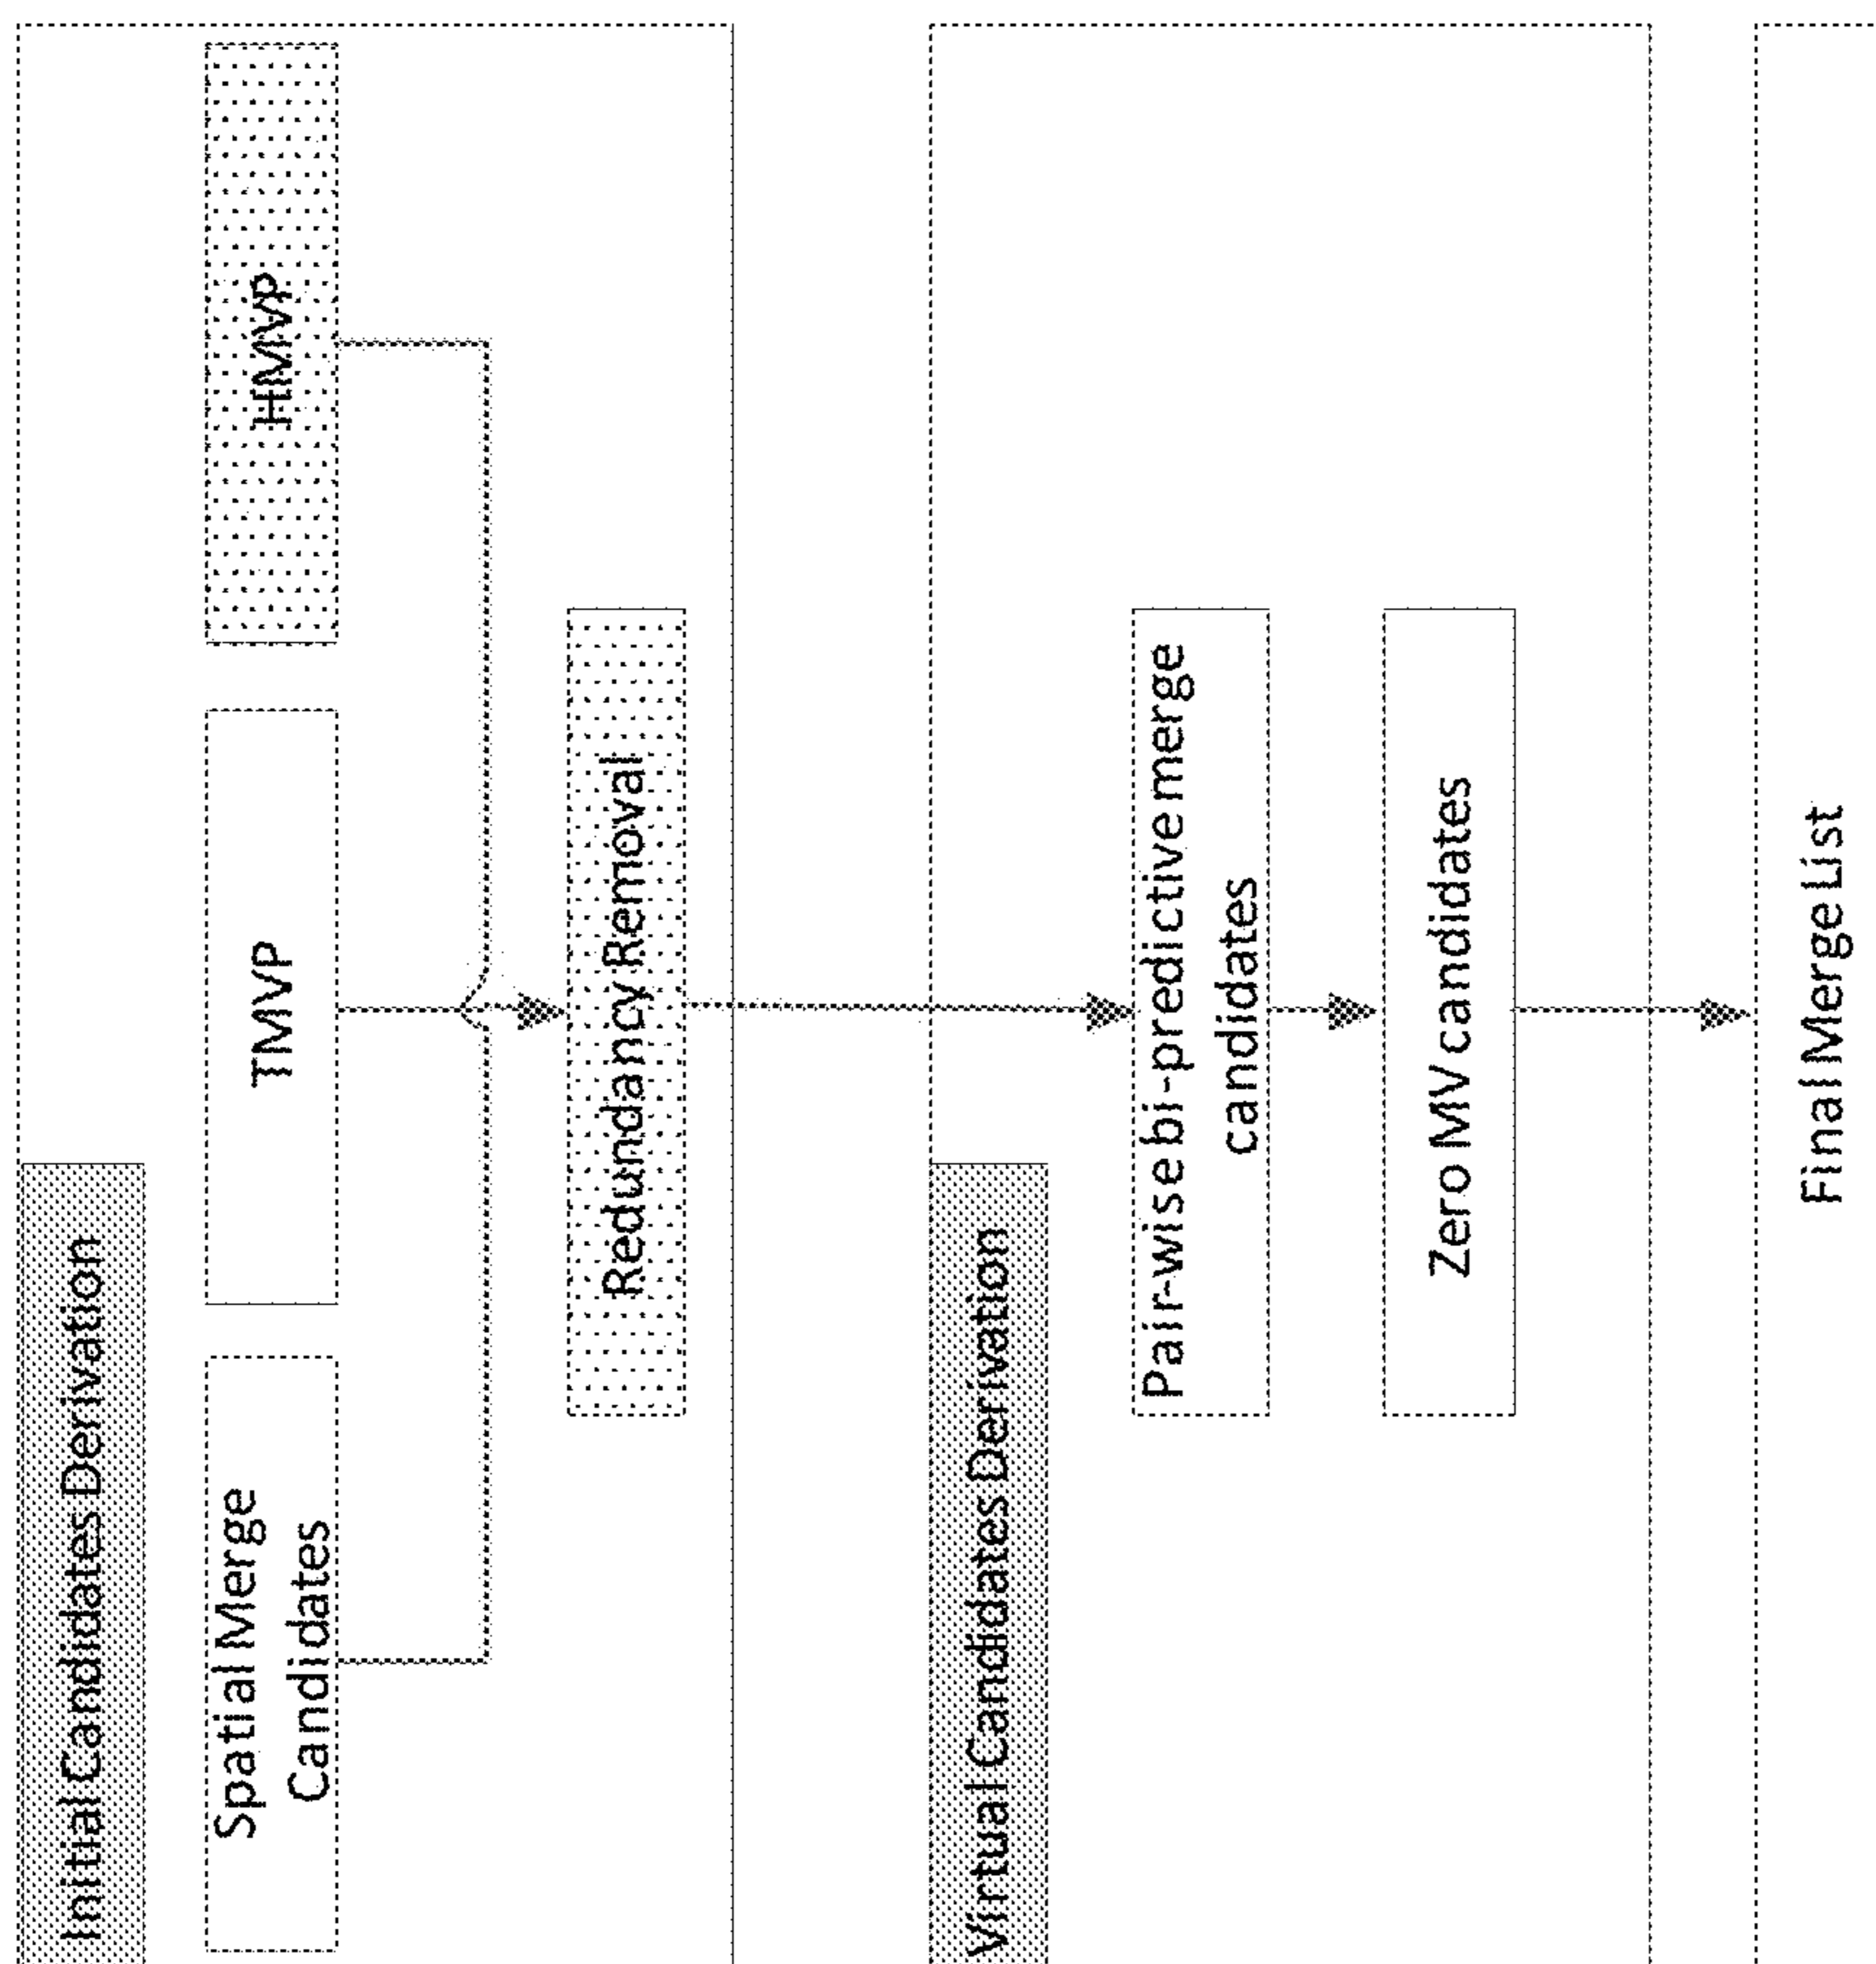 Initial Candidates Derivation
Spatial Merge
Candidates
TMVP
HMVP
Redundancy Removal
Virtual Candidates Derivation
Pair-wise bi-predictive merge
candidates
Zero MV candidates
Final Merge List